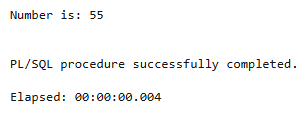 Number is: 55
PL/SQL procedure successfully completed.
Elapsed: 00:00:00.004